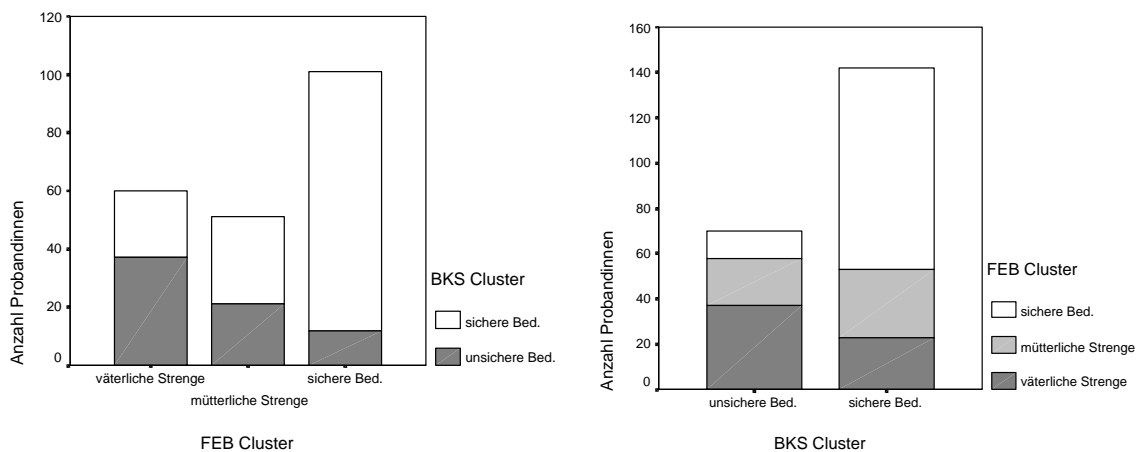 Anzahl Probandinnen
120
100
80
60
40
20
0
väterliche Strenge
mütterliche Strenge
sichere Bed.
FEB Cluster
BKS Cluster
sichere Bed.
unsichere Bed.
Anzahl Probandinnen
160
140
120
100
80
60
40
20
0
unsichere Bed.
sichere Bed.
BKS Cluster
FEB Cluster
sichere Bed.
mütterliche Strenge
väterliche Strenge